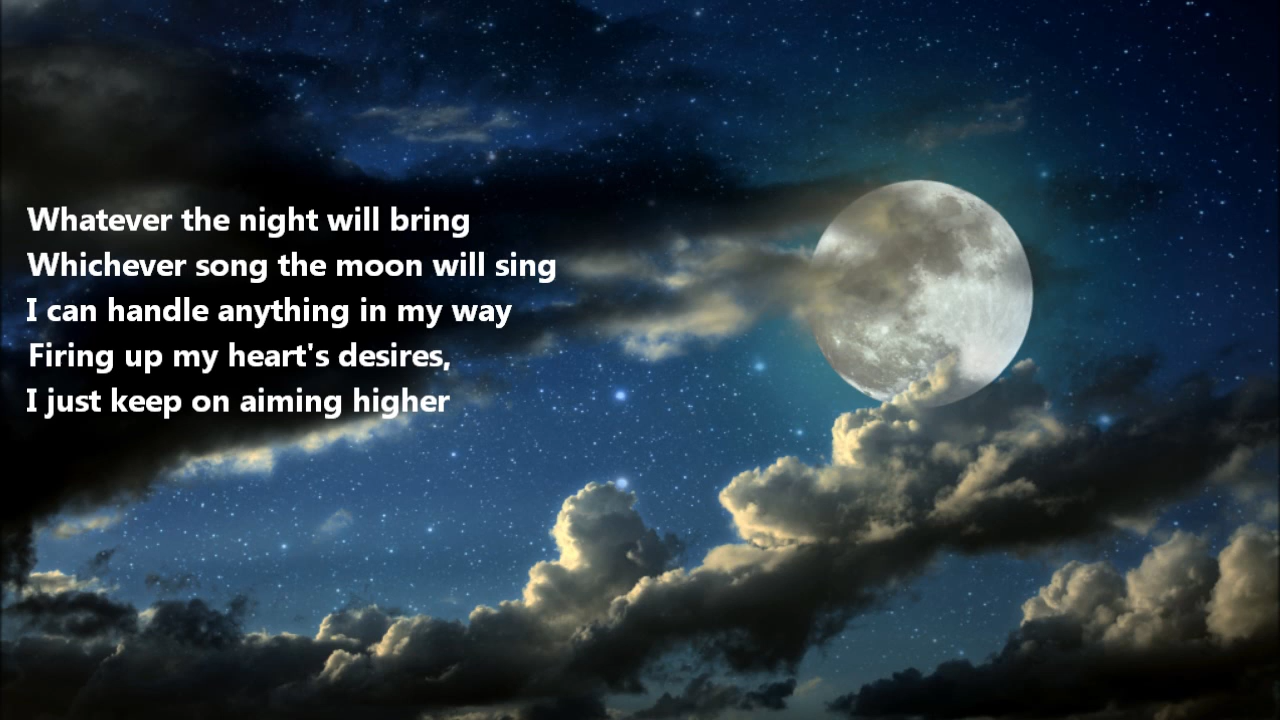 Whatever the night will bring
Whichever song the moon will sing
I can handle anything in my way
Firing up my heart's desires,
I just keep on aiming higher